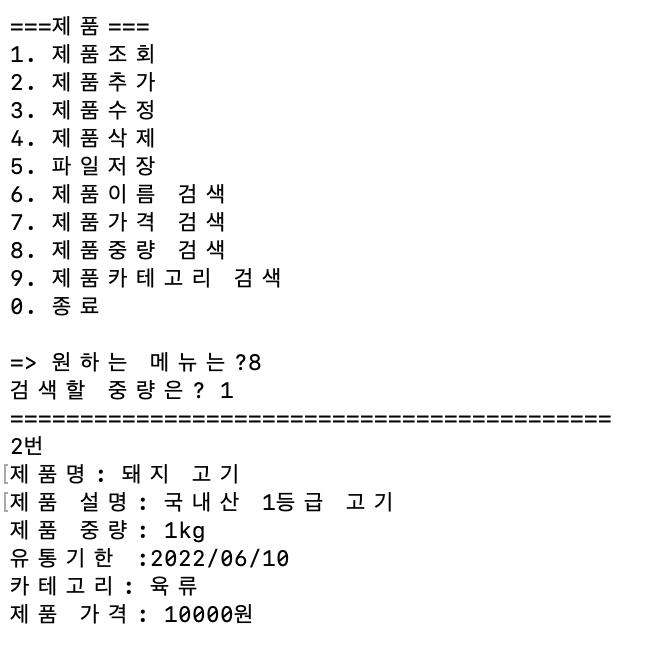 ===제품===
1. 제품조회
2. 제품추가
3. 제품수정
4. 제품삭제
5. 파일저장
6. 제품이름 검색
7. 제품가격 검색
8. 제품중량 검색
9. 제품카테고리 검색
0. 종료
=> 원하는 메뉴는?8
검색할 중량은? 1
===========================================
2번
[제품명: 돼지 고기
[제품 설명: 국내산 1등급 고기
제품 중량: 1kg
유통기한 :2022/06/10
카테고리: 육류
제품 가격: 10000원